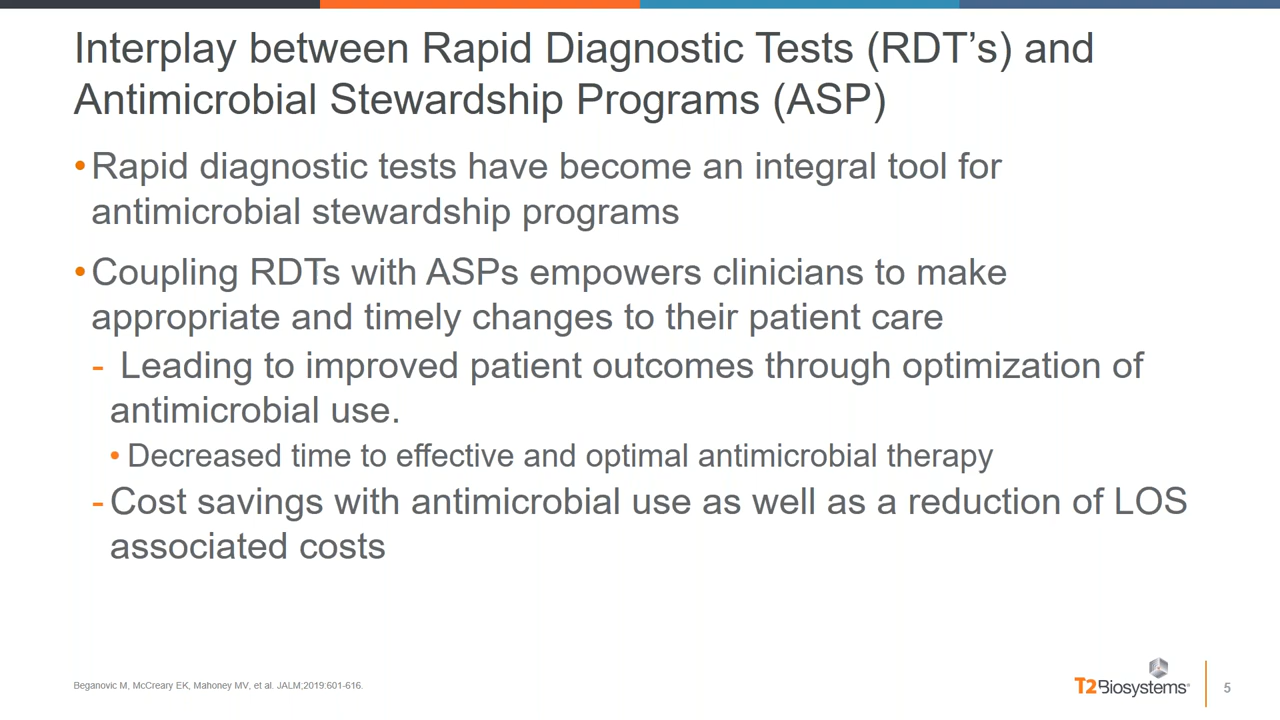 Interplay between Rapid Diagnostic Tests (RDT’s) and
Antimicrobial Stewardship Programs (ASP)
•Rapid diagnostic tests have become an integral tool for
antimicrobial stewardship programs
•Coupling RDTs with ASPs empowers clinicians to make
appropriate and timely changes to their patient care
- Leading to improved patient outcomes through optimization of
antimicrobial use.
•Decreased time to effective and optimal antimicrobial therapy
-Cost savings with antimicrobial use as well as a reduction of LOS
associated costs
Beganovic M, McCreary EK, Mahoney MV, et al. JALM;2019:601-616.
T2Biosystems®
5